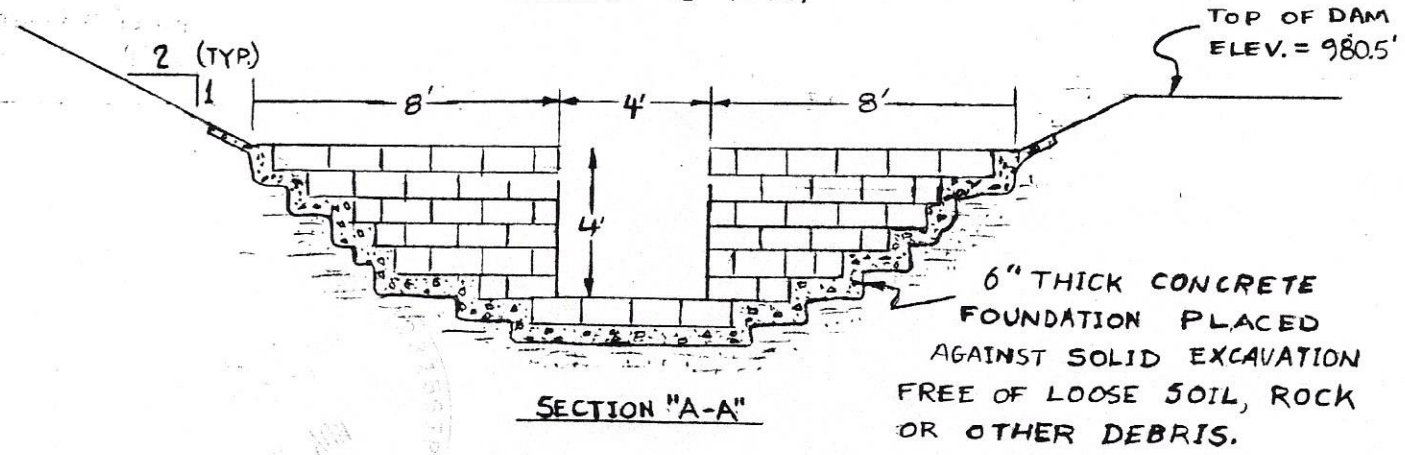 TOP OF DAM
ELEV. = 980.5'
2 (TYP.)
1
8'
4'
8'
4'
6" THICK CONCRETE
FOUNDATION PLACED
AGAINST SOLID EXCAVATION
FREE OF LOOSE SOIL, ROCK
OR OTHER DEBRIS.
SECTION "A-A"